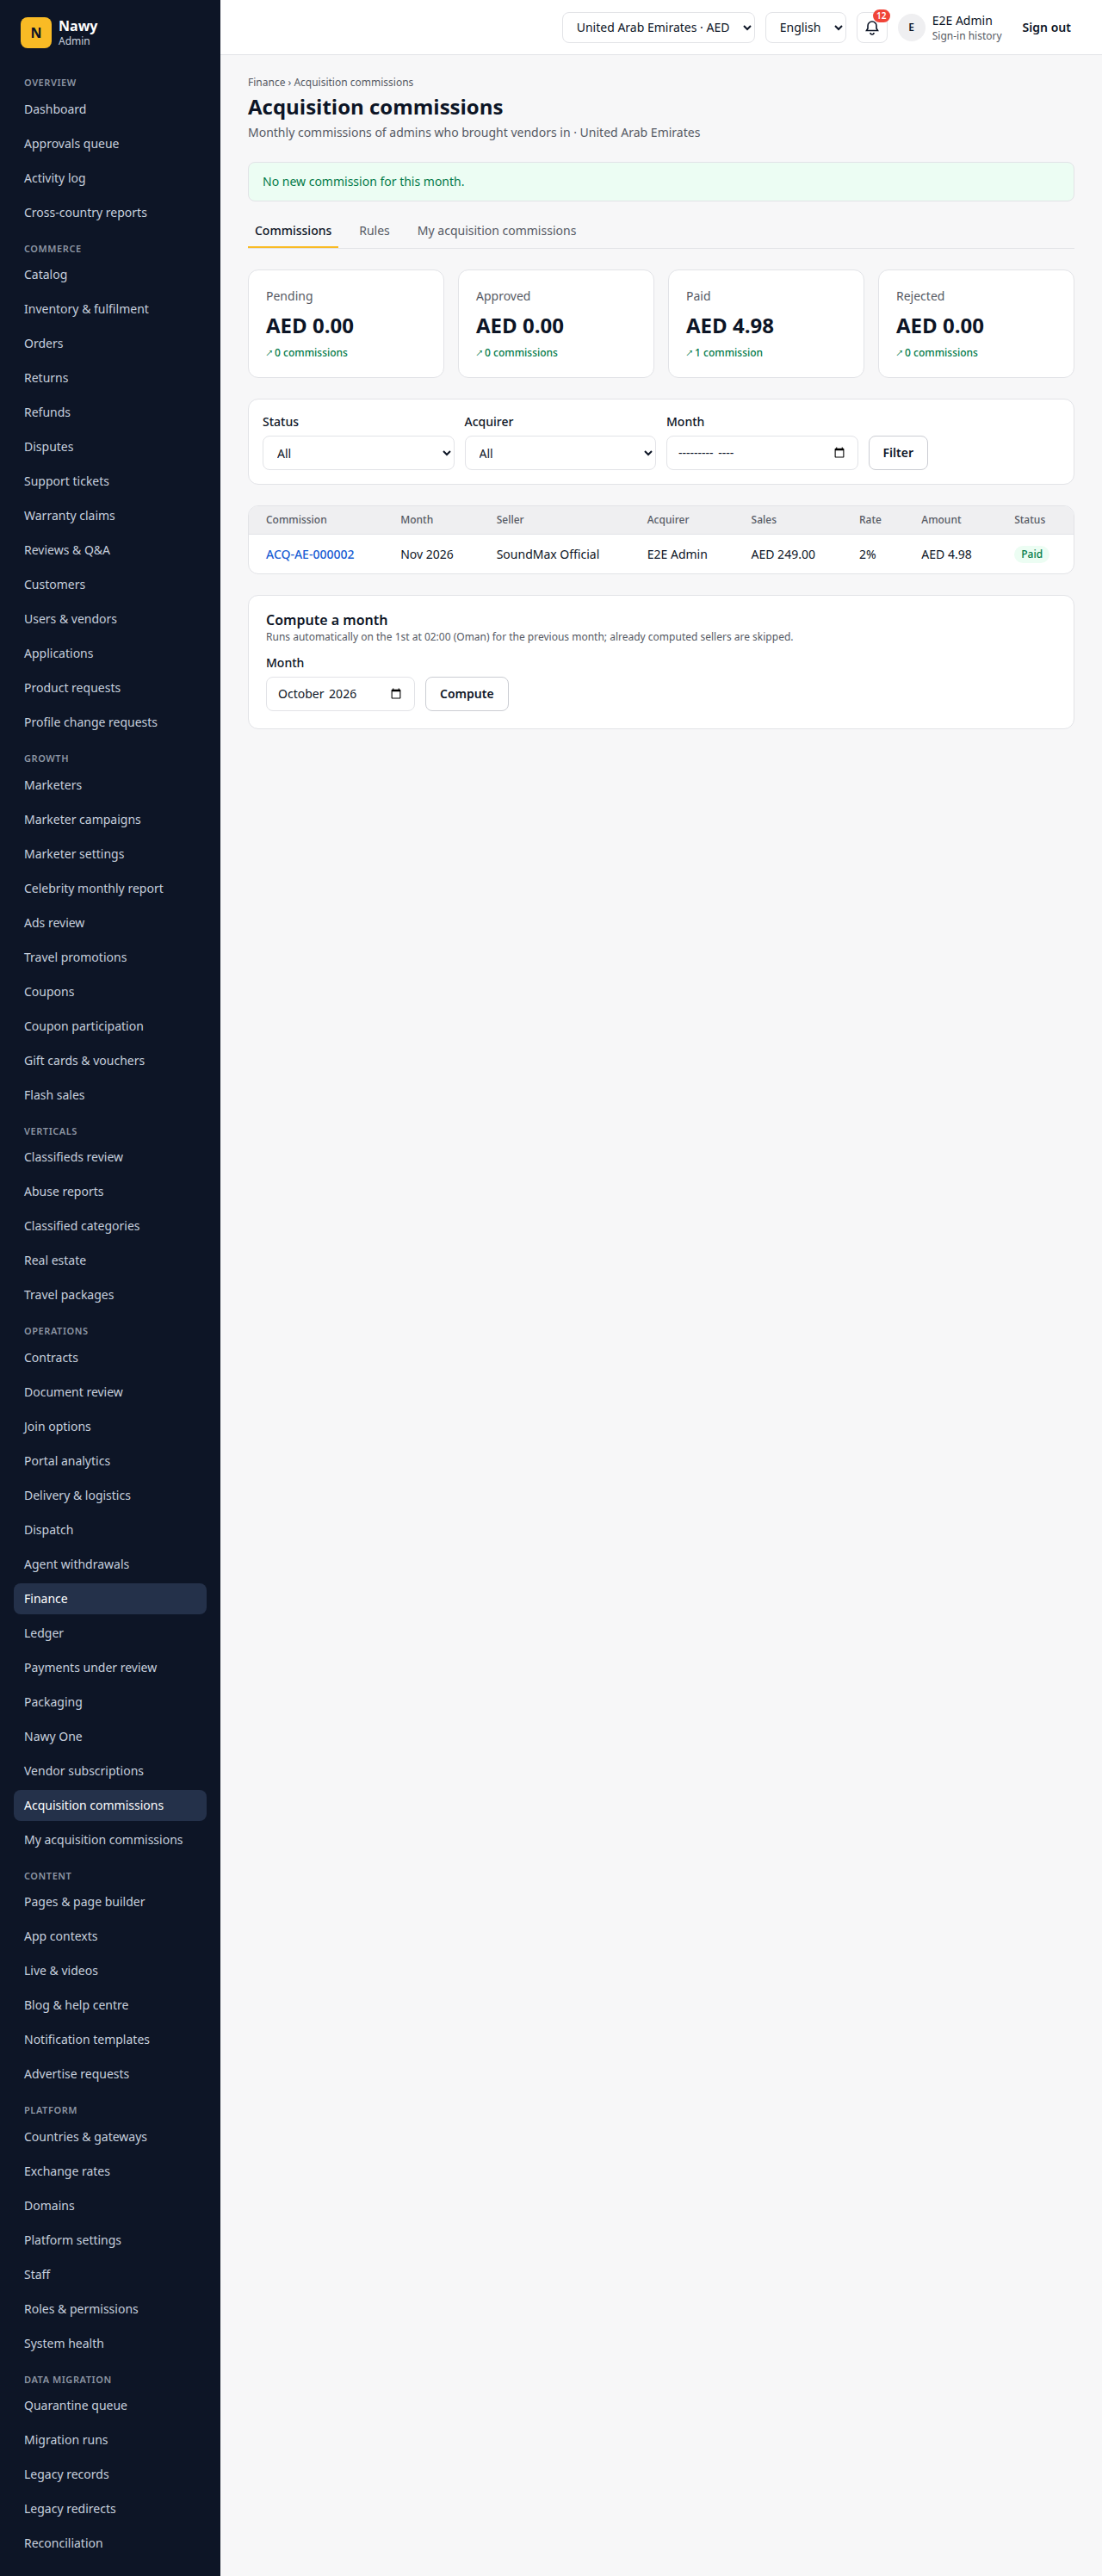 N
Nawy
Admin
OVERVIEW
Dashboard
Approvals queue
Activity log
Cross-country reports
COMMERCE
Catalog
Inventory & fulfilment
Orders
Returns
Refunds
Disputes
Support tickets
Warranty claims
Reviews & Q&A
Customers
Users & vendors
Applications
Product requests
Profile change requests
GROWTH
Marketers
Marketer campaigns
Marketer settings
Celebrity monthly report
Ads review
Travel promotions
Coupons
Coupon participation
Gift cards & vouchers
Flash sales
VERTICALS
Classifieds review
Abuse reports
Classified categories
Real estate
Travel packages
OPERATIONS
Contracts
Document review
Join options
Portal analytics
Delivery & logistics
Dispatch
Agent withdrawals
Finance
Ledger
Payments under review
Packaging
Nawy One
Vendor subscriptions
Acquisition commissions
My acquisition commissions
CONTENT
Pages & page builder
App contexts
Live & videos
Blog & help centre
Notification templates
Advertise requests
PLATFORM
Countries & gateways
Exchange rates
Domains
Platform settings
Staff
Roles & permissions
System health
DATA MIGRATION
Quarantine queue
Migration runs
Legacy records
Legacy redirects
Reconciliation
United Arab Emirates · AED
English
12
E
E2E Admin
Sign-in history
Sign out
Finance › Acquisition commissions
Acquisition commissions
Monthly commissions of admins who brought vendors in · United Arab Emirates
No new commission for this month.
Commissions Rules My acquisition commissions
Pending
AED 0.00
↗ 0 commissions
Approved
AED 0.00
↗ 0 commissions
Paid
AED 4.98
↗ 1 commission
Rejected
AED 0.00
↗ 0 commissions
Status Acquirer Month
All All --------- ---- Filter
Commission Month Seller Acquirer Sales Rate Amount Status
ACQ-AE-000002 Nov 2026 SoundMax Official E2E Admin AED 249.00 2% AED 4.98 Paid
Compute a month
Runs automatically on the 1st at 02:00 (Oman) for the previous month; already computed sellers are skipped.
Month
October 2026 Compute